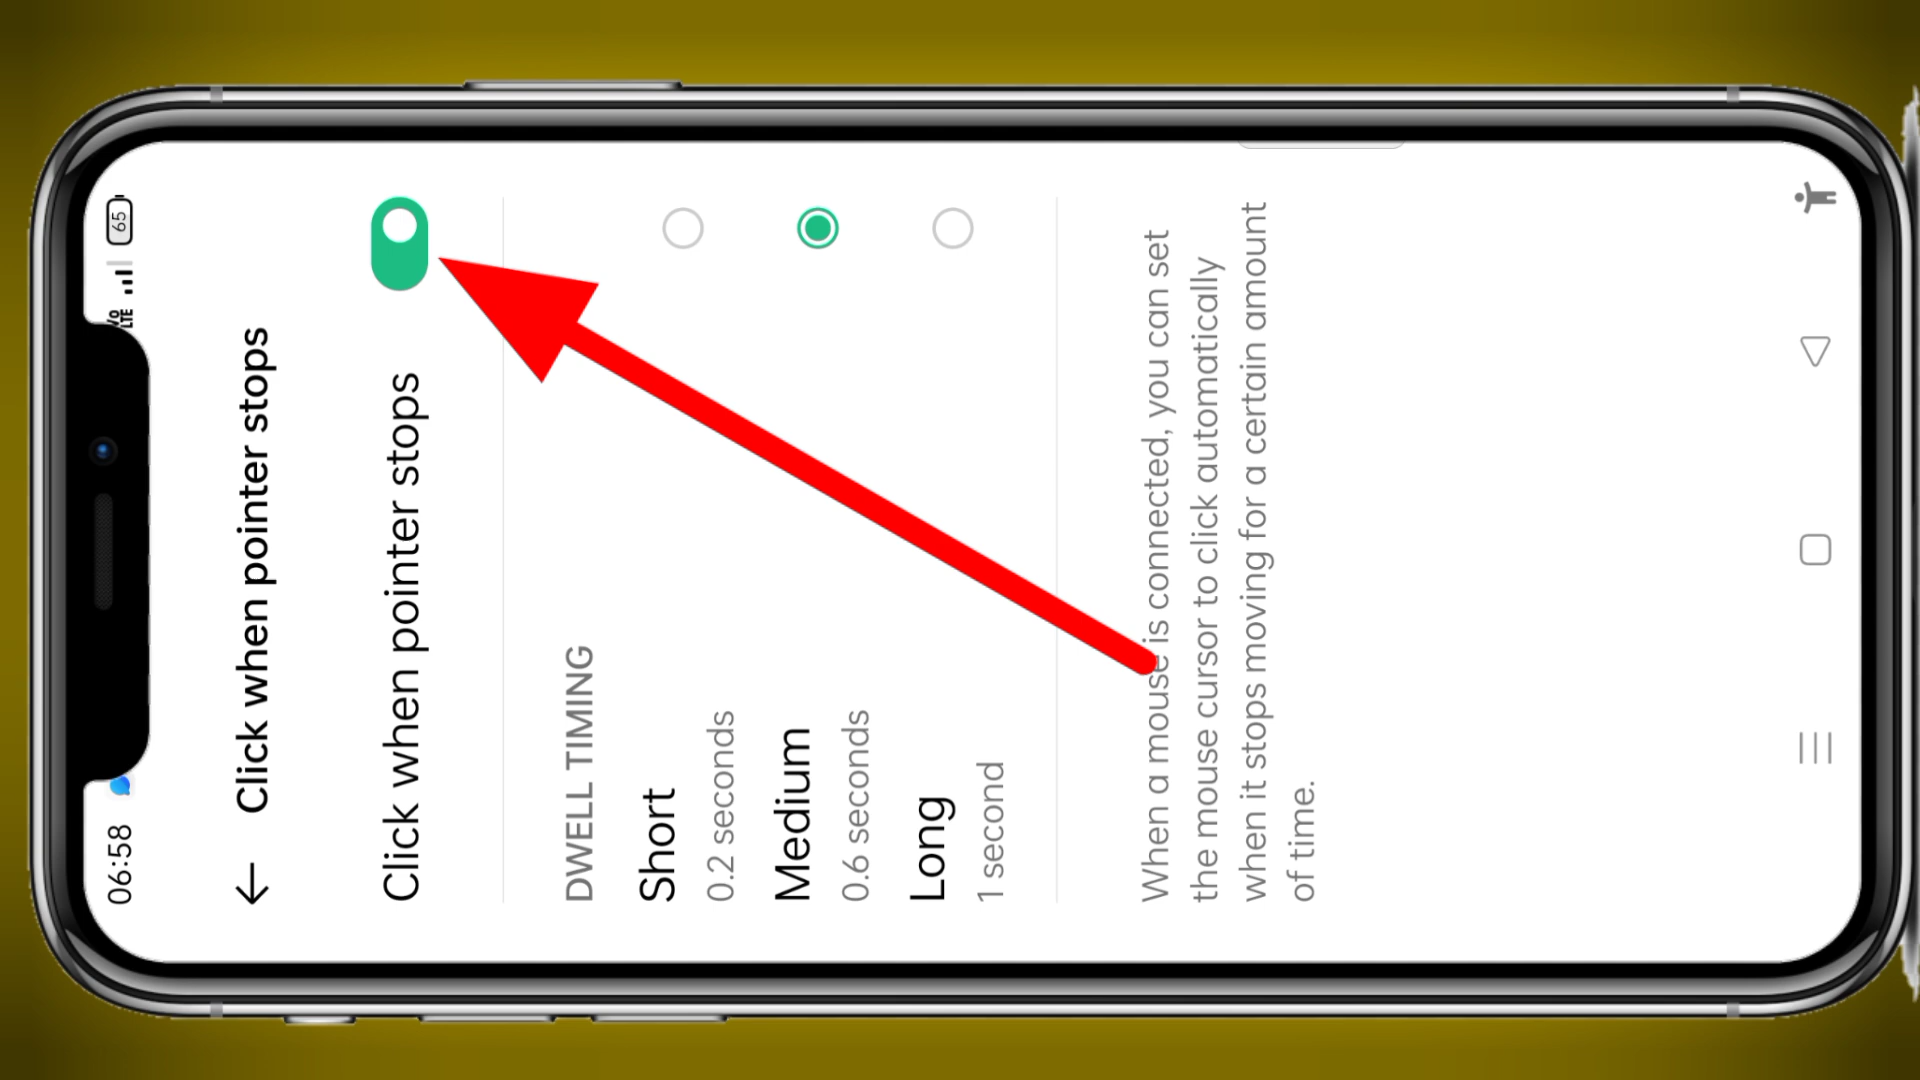 06:58
Vo
LTE
65
Click when pointer stops
Click when pointer stops
DWELL TIMING
Short
0.2 seconds
Medium
0.6 seconds
Long
1 second
When a mouse is connected, you can set
the mouse cursor to click automatically
when it stops moving for a certain amount
of time.